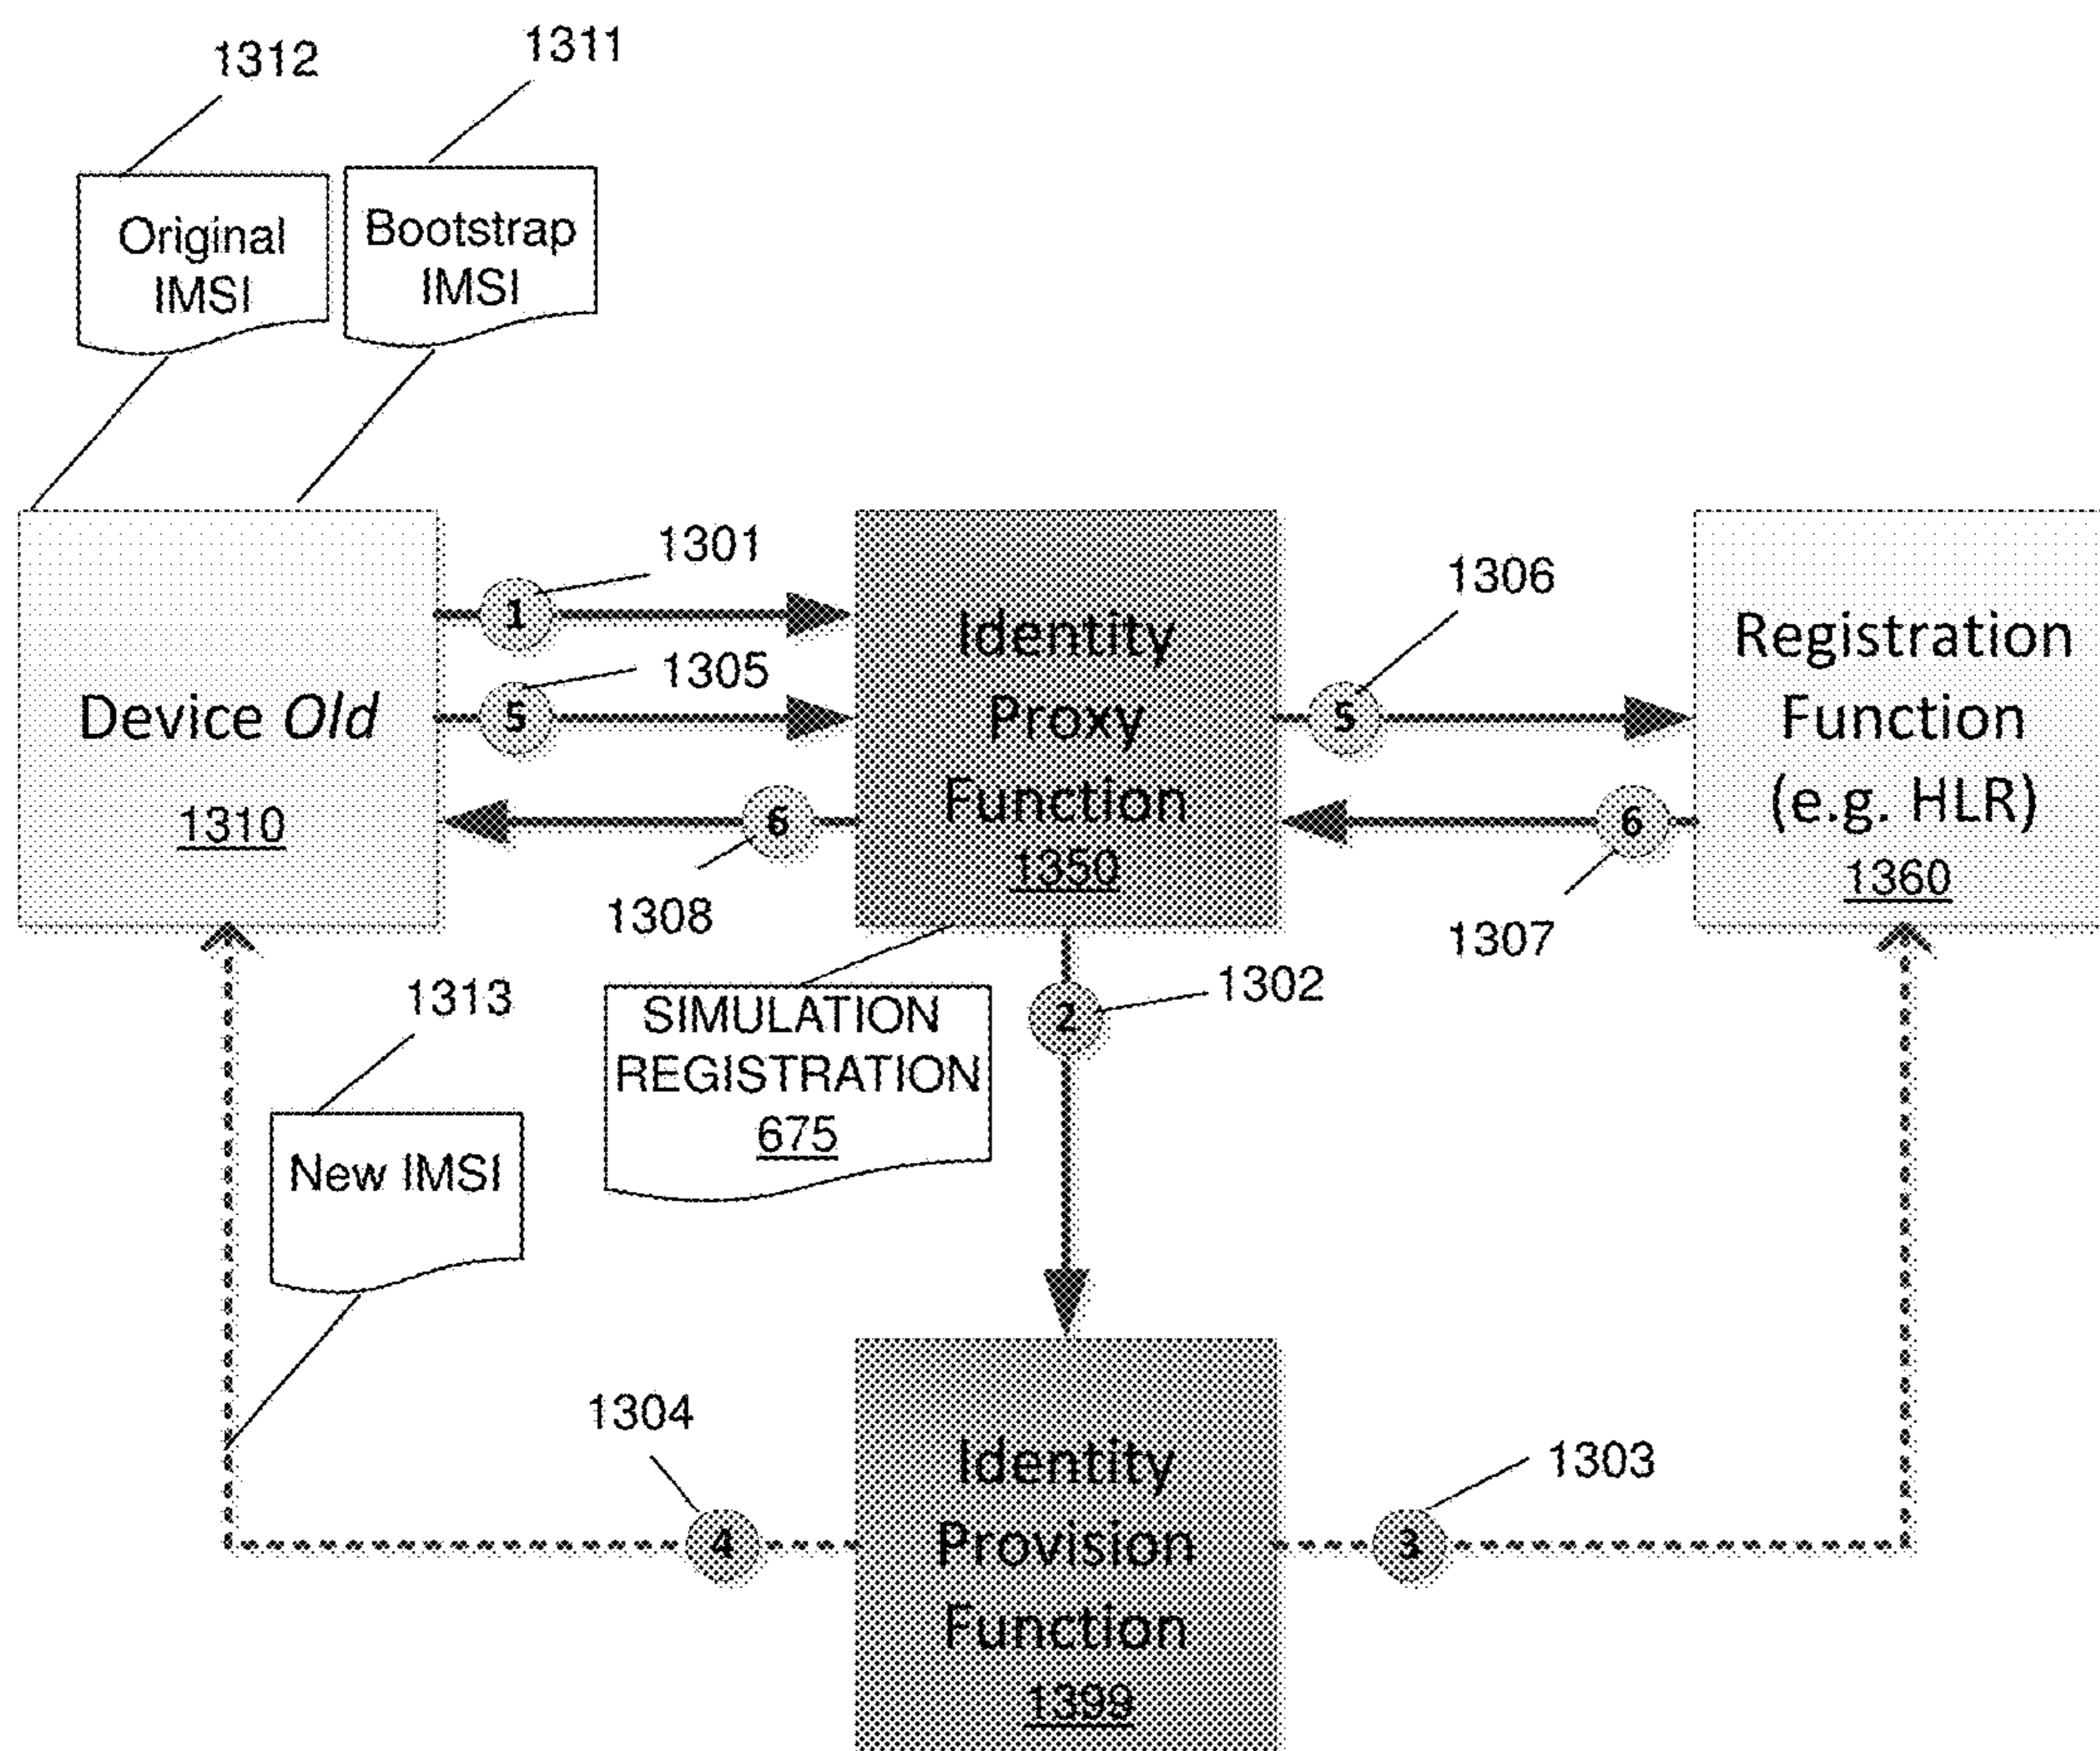 1312
1311
Original
IMSI
Bootstrap
IMSI
1301
1
1305
5
1306
5
Device Old
1310
Identity
Proxy
Function
1350
Registration
Function
(e.g. HLR)
1360
6
1308
6
1307
1313
New IMSI
SIMULATION
REGISTRATION
675
1302
2
1304
4
1303
3
Identity
Provision
Function
1399